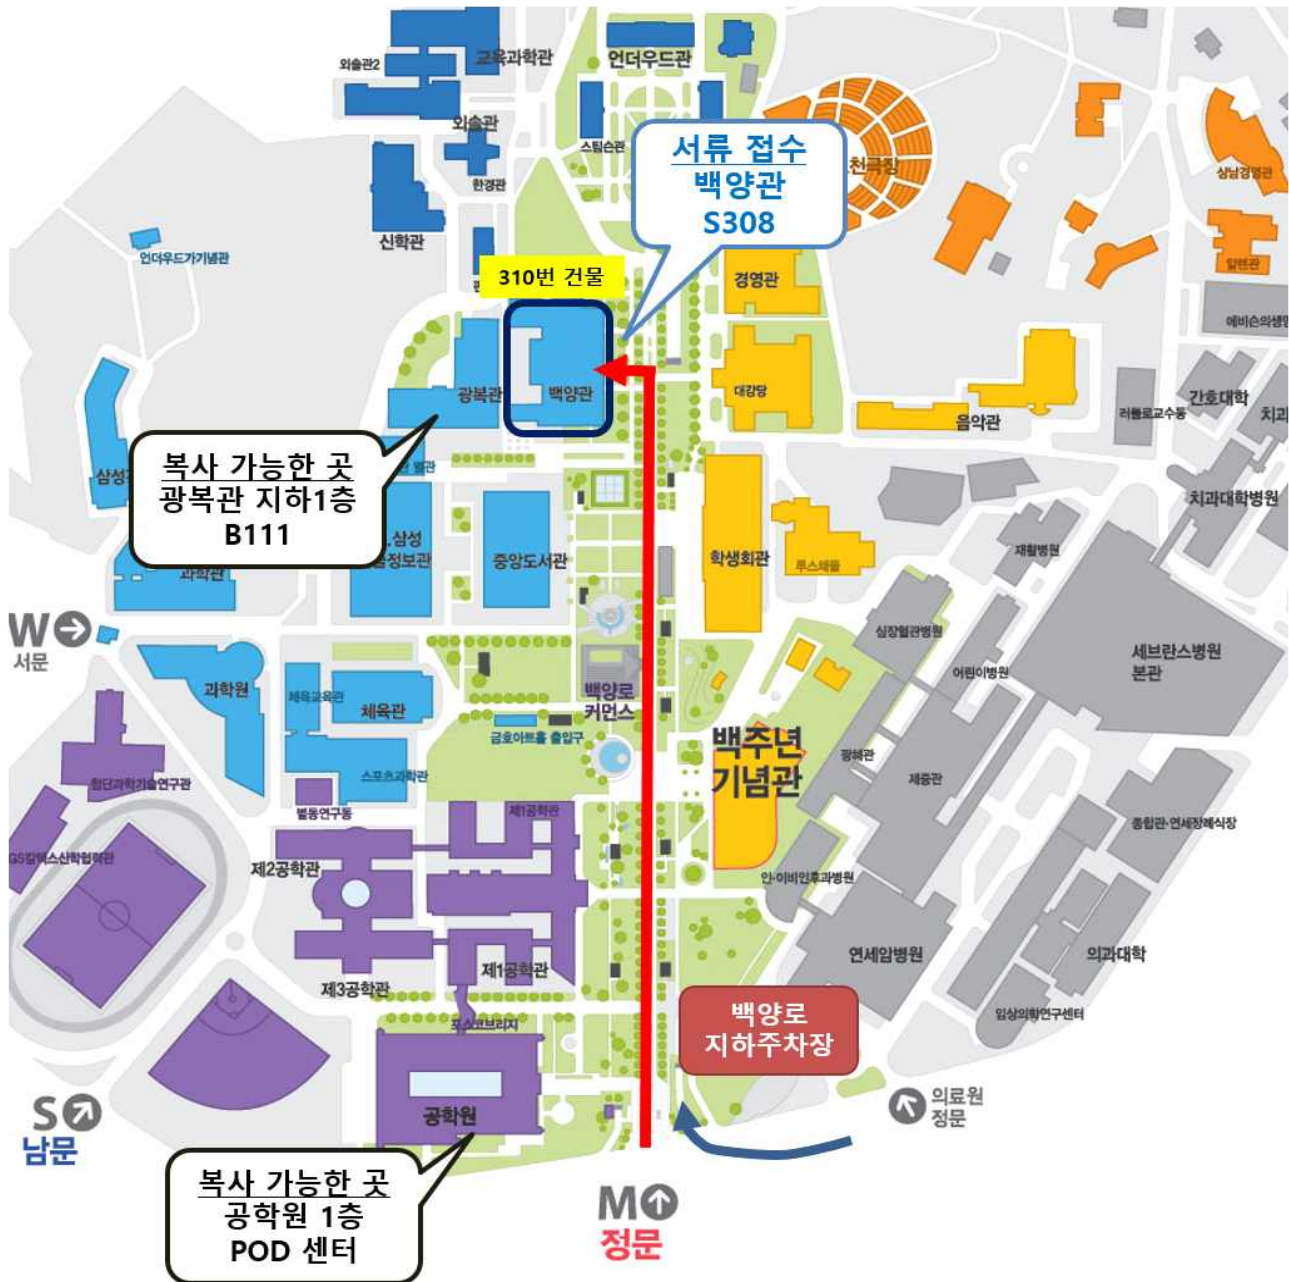 외솔관2
교육과학관
언더우드관
외솔관
스팀슨관
한경관
신학관
언더우드가기념관
서류 접수
백양관
S308
천극장
상남경영관
알렌관
310번 건물
경영관
에비슨의생명
광복관
백양관
대강당
음악관
러들로교수동
간호대학
치과
치과대학병원
복사 가능한 곳
광복관 지하1층
B111
별관
삼성
삼성
과학관
중앙도서관
학생회관
루스채플
재활병원
심장혈관병원
어린이병원
세브란스병원
본관
W
서문
과학원
체육교육관
체육관
백양로
커먼스
금호아트홀 출입구
스포츠과학관
백주년
기념관
광혜관
제중관
첨단과학기술연구관
별동연구동
제1공학관
GS칼텍스산학협력관
제2공학관
종합관·연세장례식장
안·이비인후과병원
제3공학관
제1공학관
연세암병원
의과대학
임상의학연구센터
포스코브리지
백양로
지하주차장
공학원
S
남문
의료원
정문
복사 가능한 곳
공학원 1층
POD 센터
M
정문